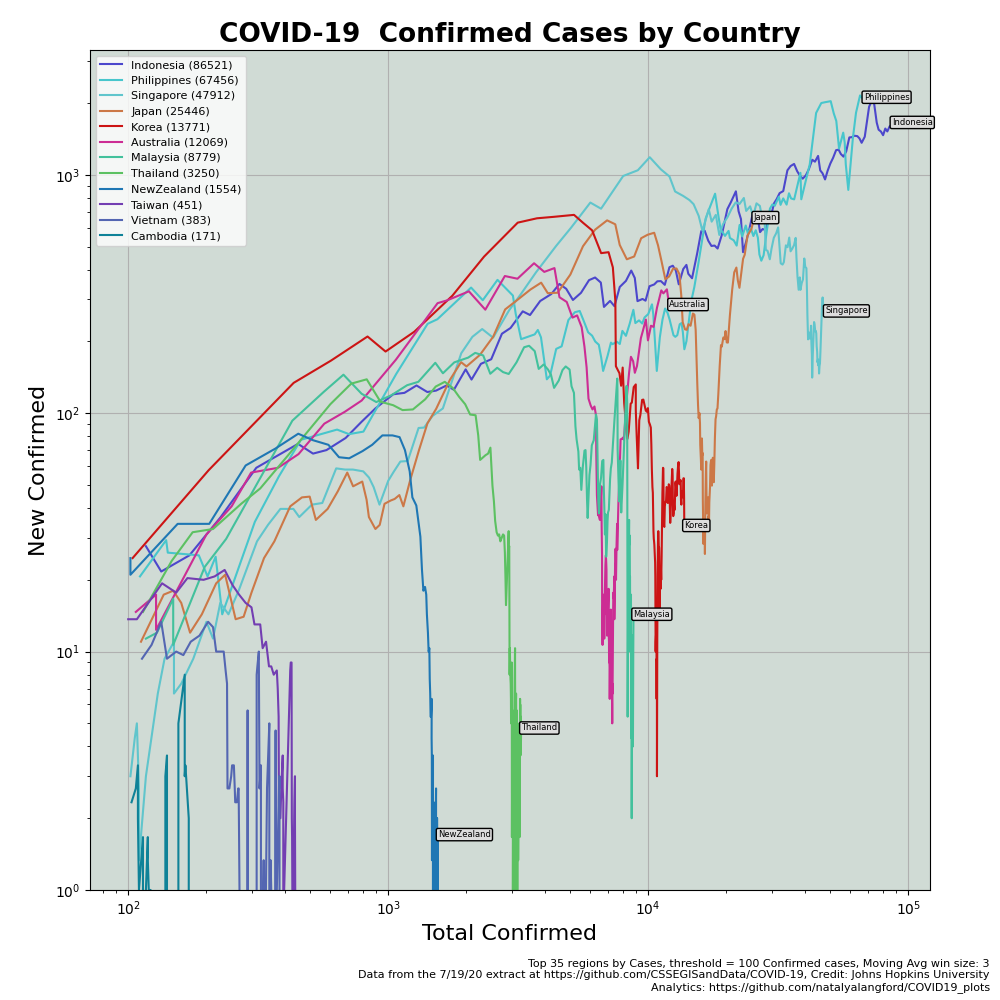 COVID-19  Confirmed Cases by Country
Indonesia (86521)
Philippines (67456)
Singapore (47912)
Japan (25446)
Korea (13771)
Australia (12069)
Malaysia (8779)
Thailand (3250)
NewZealand (1554)
Taiwan (451)
Vietnam (383)
Cambodia (171)
Philippines
Indonesia
Japan
Australia
Singapore
Korea
Malaysia
Thailand
NewZealand
New Confirmed
10³
10²
10¹
10⁰
10² 10³ 10⁴ 10⁵
Total Confirmed
Top 35 regions by Cases, threshold = 100 Confirmed cases, Moving Avg win size: 3
Data from the 7/19/20 extract at https://github.com/CSSEGISandData/COVID-19, Credit: Johns Hopkins University
Analytics: https://github.com/natalyalangford/COVID19_plots